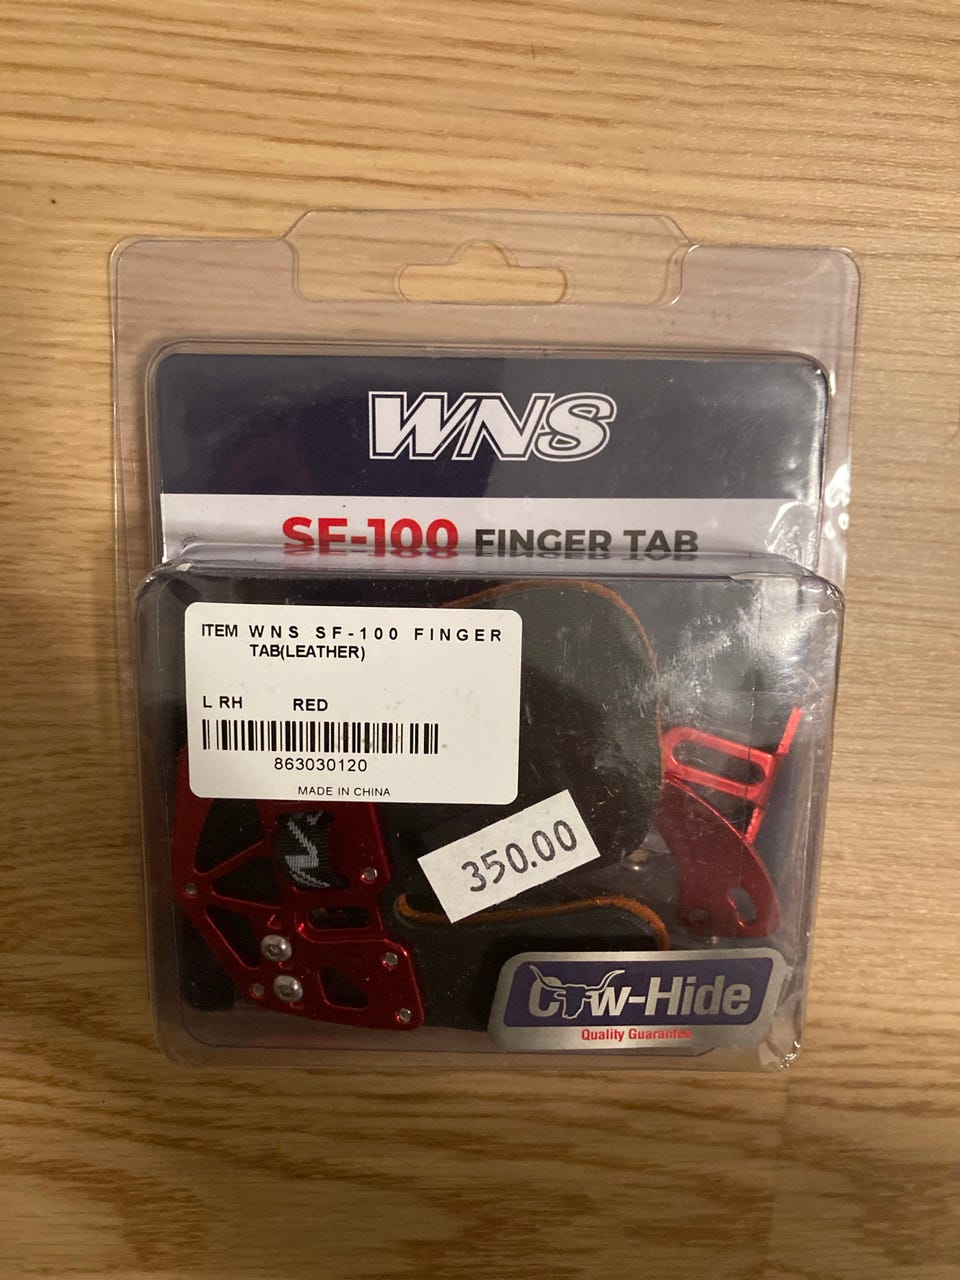 WNS
SF-100 FINGER TAB
ITEM WNS SF-100 FINGER
TAB(LEATHER)
L RH RED
863030120
MADE IN CHINA
350.00
Cow-Hide
Quality Guarantee